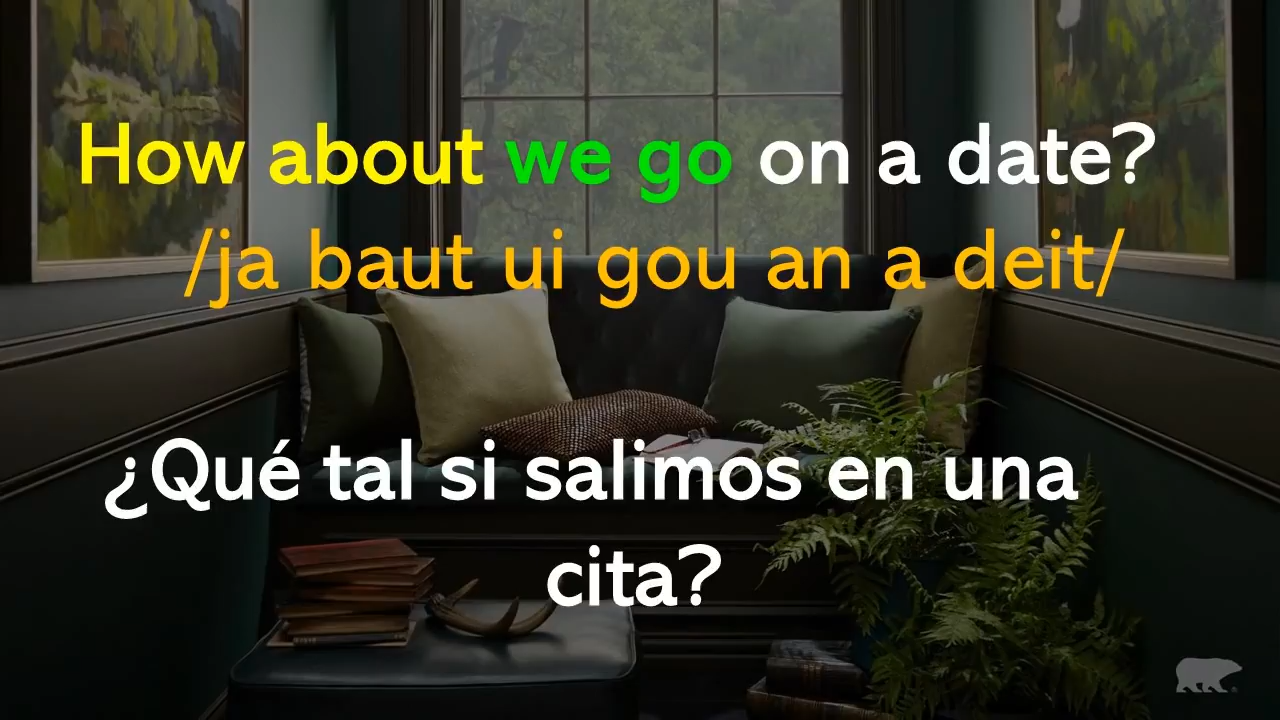 How about we go on a date?
/ja baut ui gou an a deit/
¿Qué tal si salimos en una
cita?